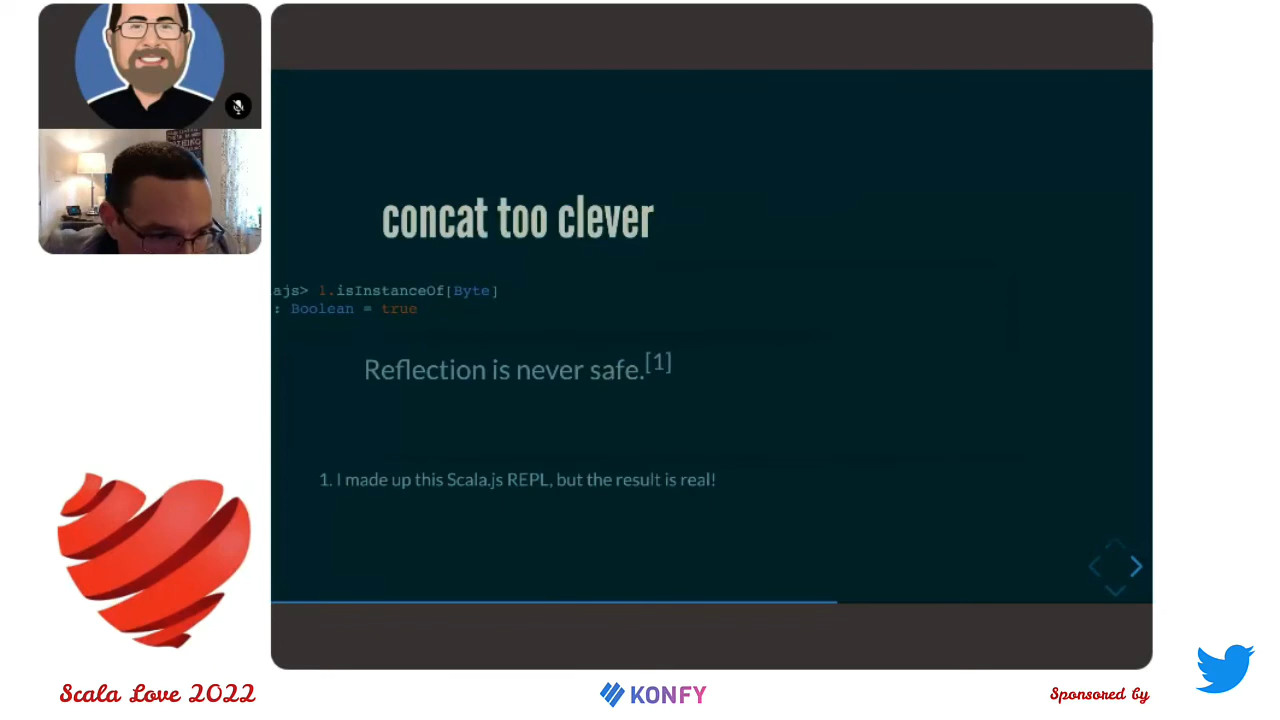 concat too clever
ajs> 1.isInstanceOf[Byte]
: Boolean = true
Reflection is never safe.[1]
1. I made up this Scala.js REPL, but the result is real!
Scala Love 2022
KONFY
Sponsored by